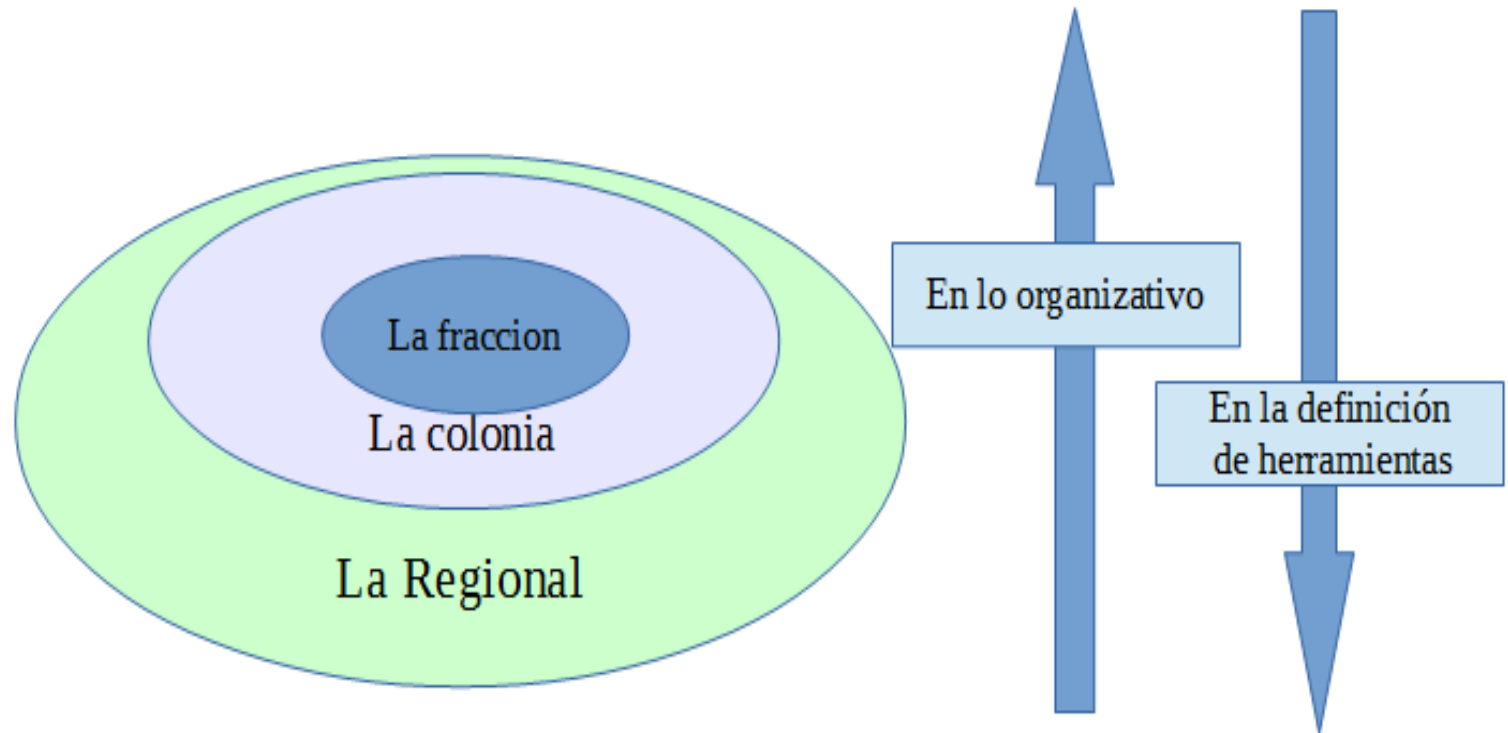 La fraccion
La colonia
La Regional
En lo organizativo
En la definición
de herramientas